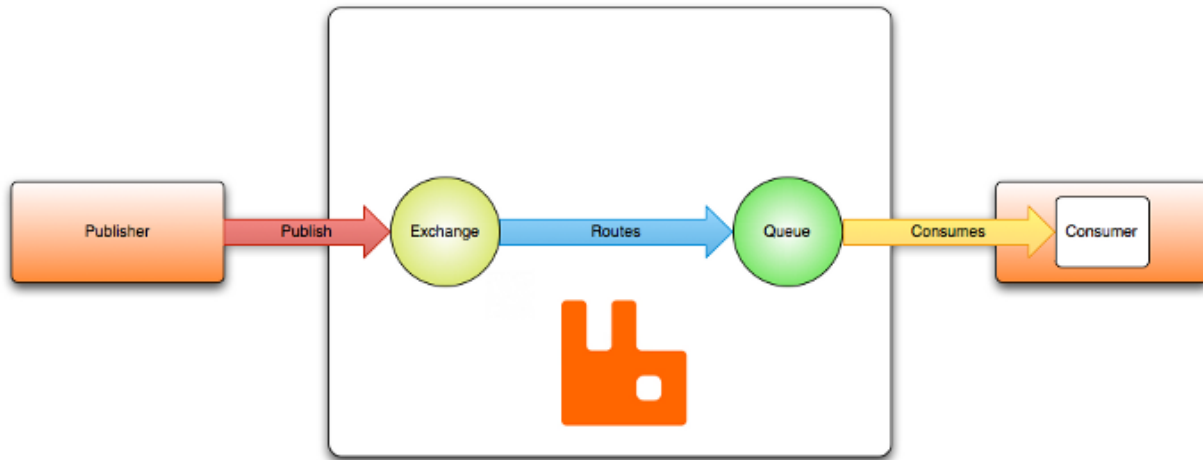 Publisher
Publish
Exchange
Routes
Queue
Consumes
Consumer